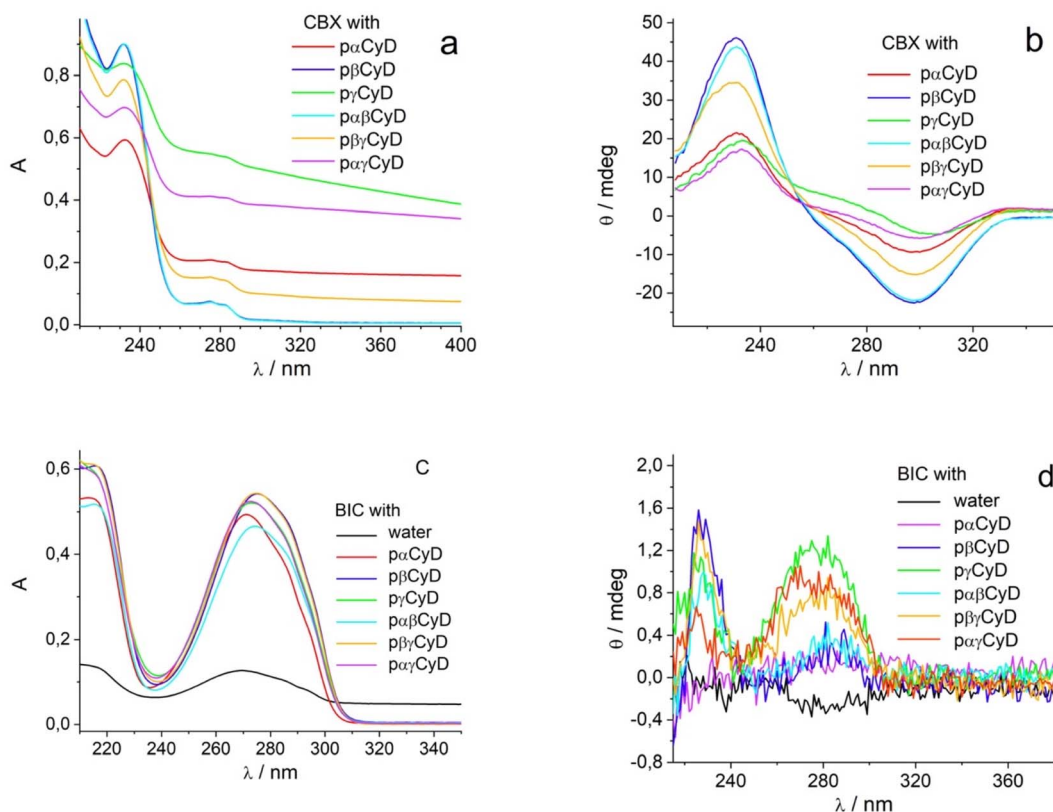 a
CBX with
pαCyD
pβCyD
pγCyD
pαβCyD
pβγCyD
pαγCyD
A
0,8
0,6
0,4
0,2
0,0
240 280 320 360 400
λ / nm
b
CBX with
pαCyD
pβCyD
pγCyD
pαβCyD
pβγCyD
pαγCyD
θ / mdeg
50
40
30
20
10
0
-10
-20
240 280 320
λ / nm
c
BIC with
water
pαCyD
pβCyD
pγCyD
pαβCyD
pβγCyD
pαγCyD
A
0,6
0,4
0,2
0,0
220 240 260 280 300 320 340
λ / nm
d
BIC with
water
pαCyD
pβCyD
pγCyD
pαβCyD
pβγCyD
pαγCyD
θ / mdeg
2,0
1,6
1,2
0,8
0,4
0,0
-0,4
-0,8
240 280 320 360
λ / nm